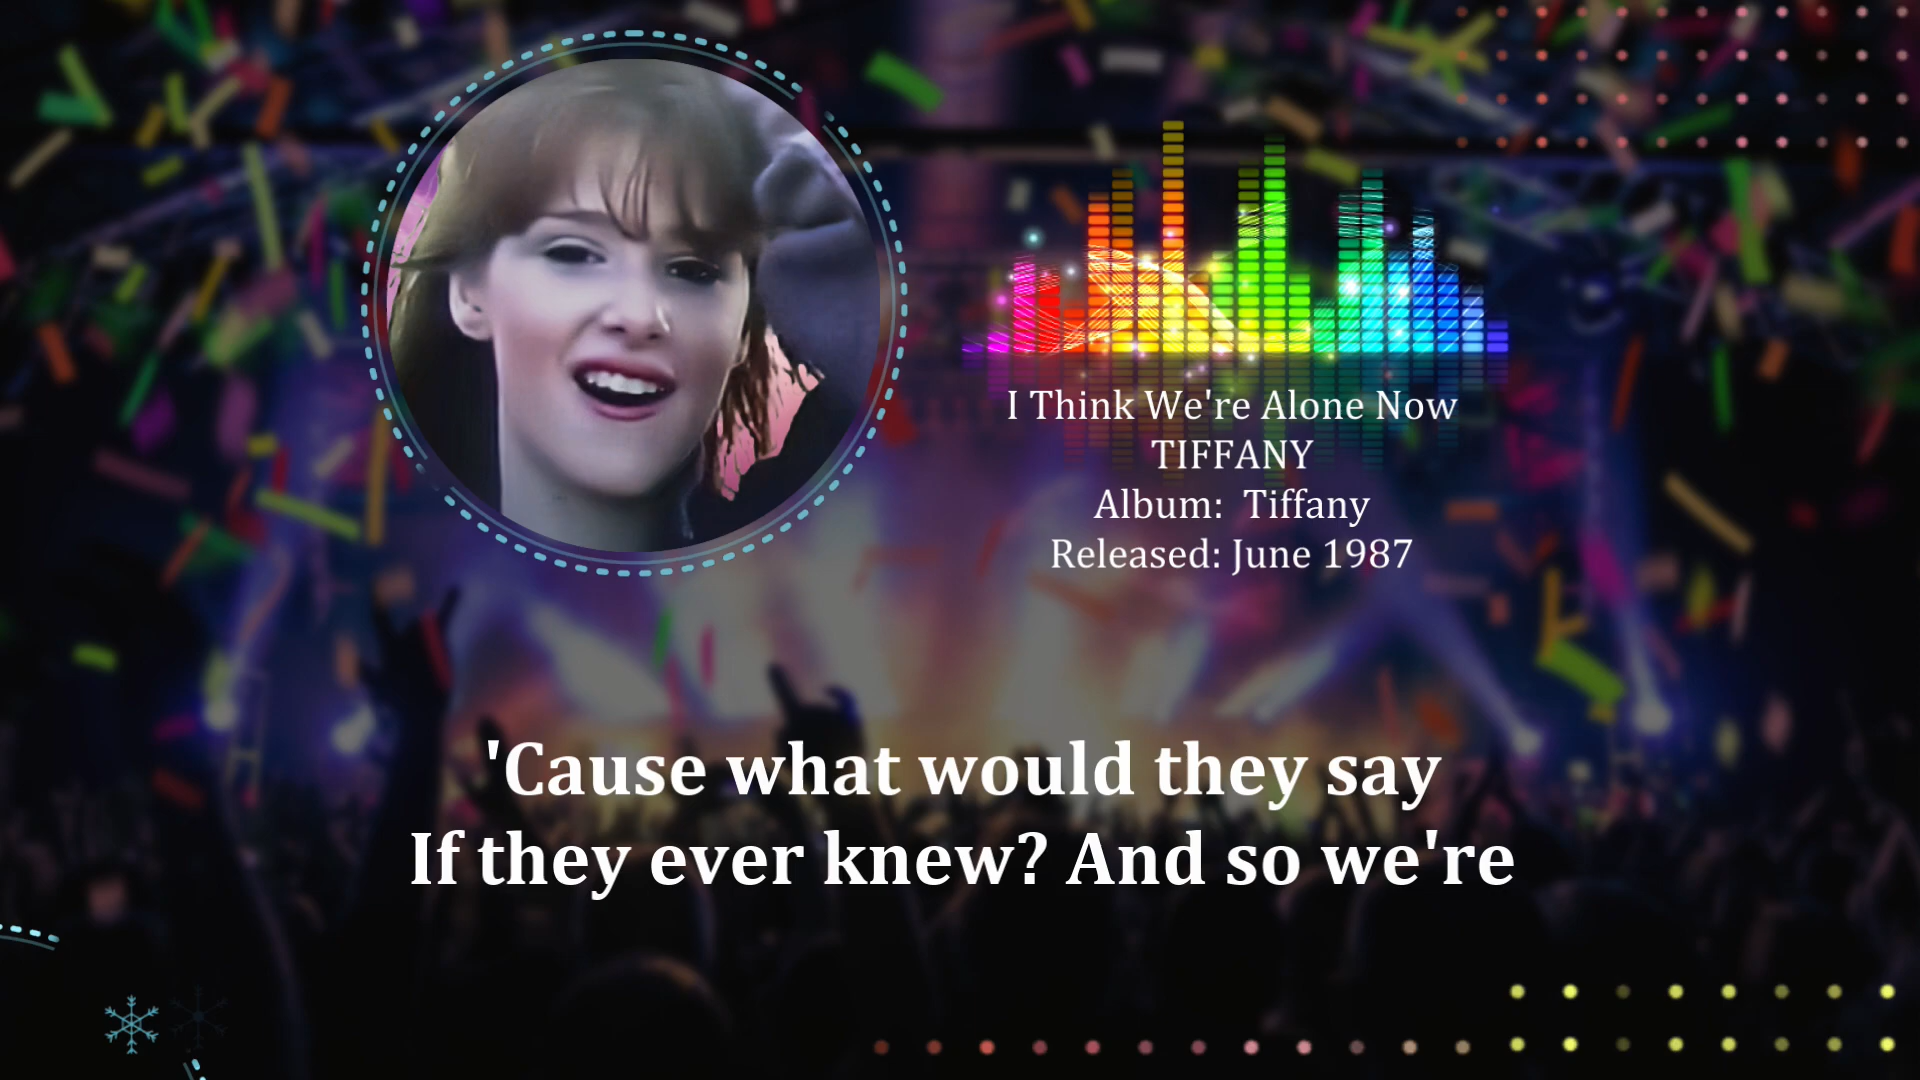 I Think We're Alone Now
TIFFANY
Album: Tiffany
Released: June 1987
'Cause what would they say
If they ever knew? And so we're